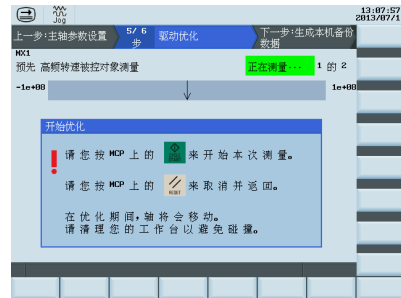 Jog
13:07:57
2013/07/1
上一步:主轴参数设置
5/ 6
步
驱动优化
下一步:生成本机备份
数据
MX1
预先 高频转速被控对象测量
正在测量...
1 的 2
-1e+08
1e+08
开始优化
请您按 MCP 上的 来开始本次测量。
请您按 MCP 上的 RESET 来取消并返回。
在优化期间,轴将会移动。
请清理您的工作台以避免碰撞。